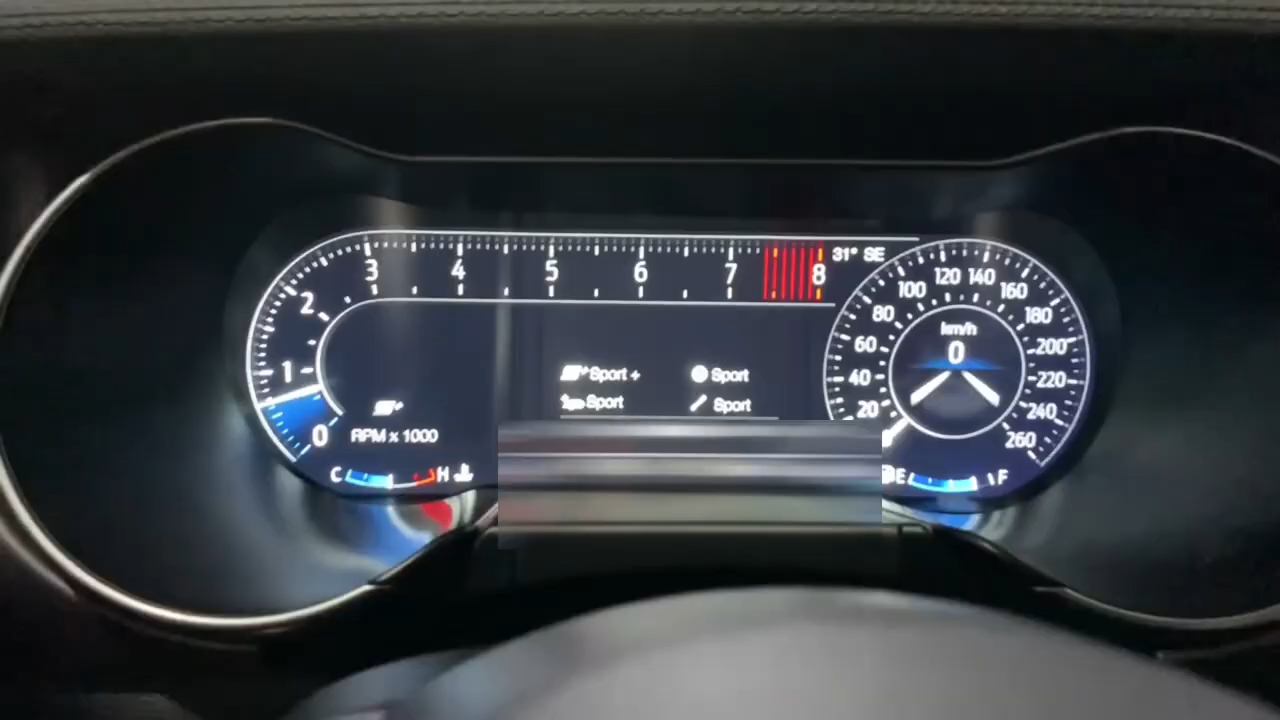 3 4 5 6 7 8 31° SE
2
1
0
RPM x 1000
C H
Sport + Sport
Sport Sport
20 40 60 80 100 120 140 160 180 200 220 240 260
km/h
0
E F